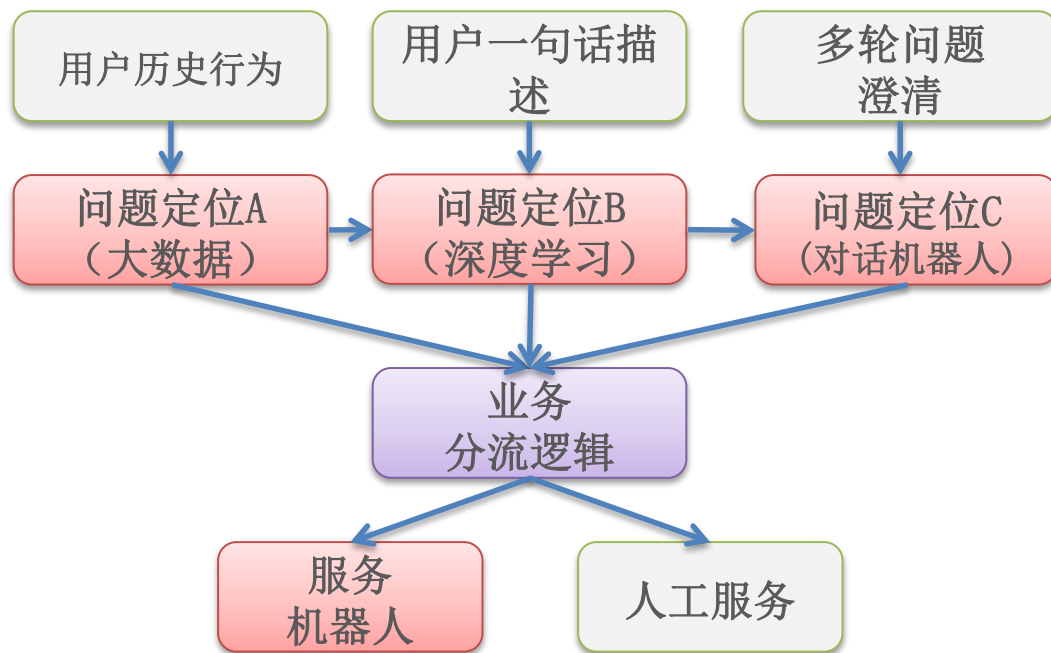 用户历史行为
用户一句话描
述
多轮问题
澄清
问题定位A
（大数据）
问题定位B
（深度学习）
问题定位C
(对话机器人)
业务
分流逻辑
服务
机器人
人工服务